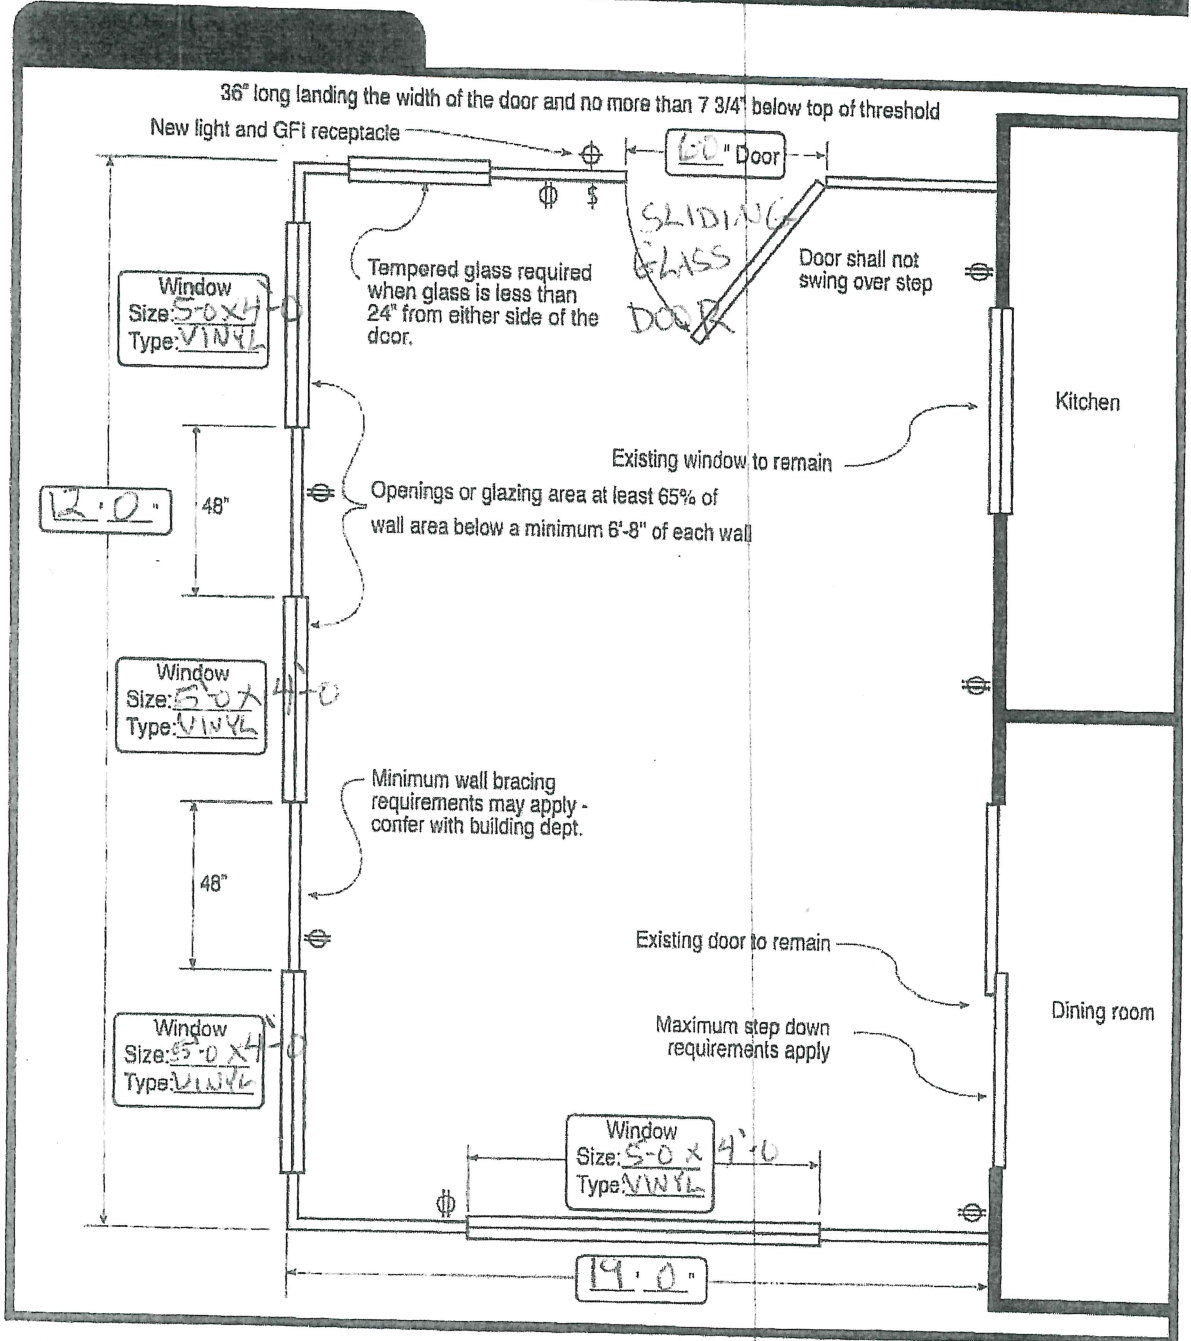 36" long landing the width of the door and no more than 7 3/4" below top of threshold
New light and GFI receptacle
60" Door
$
SLIDING
GLASS
DOOR
Door shall not
swing over step
Tempered glass required
when glass is less than
24" from either side of the
door.
Window
Size: 5-0 x 4'-0
Type: VINYL
Kitchen
Existing window to remain
12'-0"
48"
Openings or glazing area at least 65% of
wall area below a minimum 6'-8" of each wall
Window
Size: 5'-0 x 4'-0
Type: VINYL
Minimum wall bracing
requirements may apply -
confer with building dept.
48"
Existing door to remain
Dining room
Maximum step down
requirements apply
Window
Size: 5'-0 x 4'-0
Type: VINYL
Window
Size: 5-0 x 4'-0
Type: VINYL
19'-0"